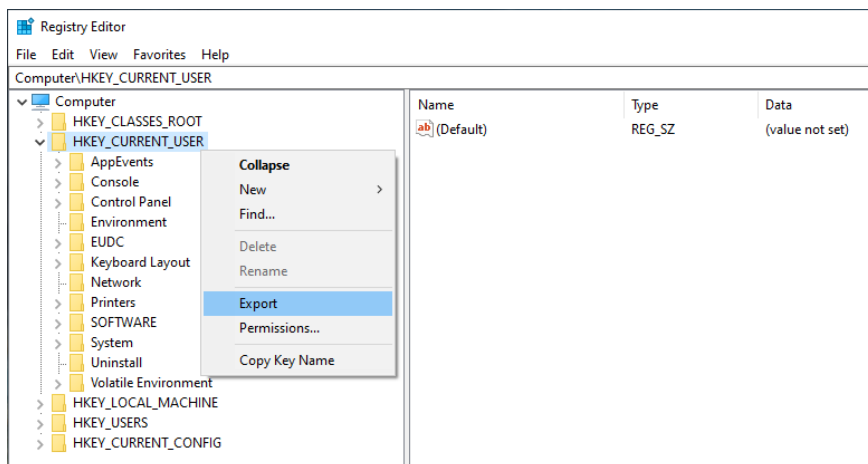 Registry Editor
File Edit View Favorites Help
Computer\HKEY_CURRENT_USER
Computer
HKEY_CLASSES_ROOT
HKEY_CURRENT_USER
AppEvents
Console
Control Panel
Environment
EUDC
Keyboard Layout
Network
Printers
SOFTWARE
System
Uninstall
Volatile Environment
HKEY_LOCAL_MACHINE
HKEY_USERS
HKEY_CURRENT_CONFIG
Collapse
New
Find...
Delete
Rename
Export
Permissions...
Copy Key Name
Name Type Data
ab (Default) REG_SZ (value not set)